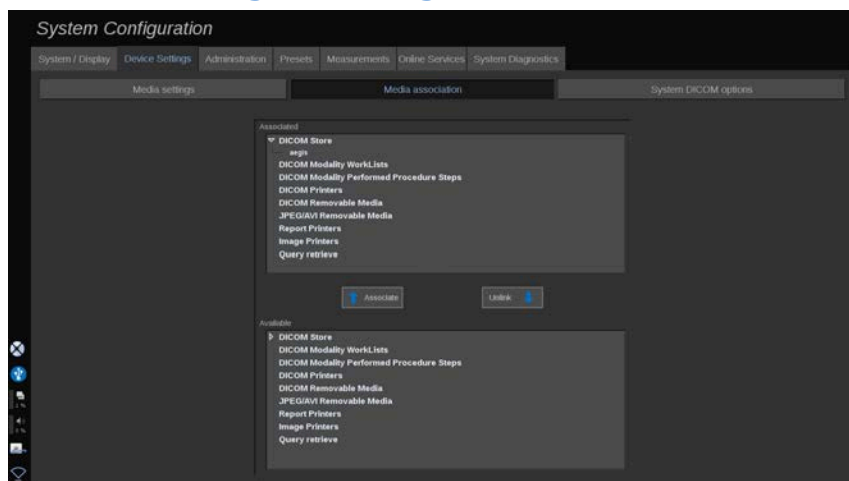 System Configuration
System / Display Device Settings Administration Presets Measurements Online Services System Diagnostics
Media settings Media association System DICOM options
Associated
DICOM Store
aegis
DICOM Modality WorkLists
DICOM Modality Performed Procedure Steps
DICOM Printers
DICOM Removable Media
JPEG/AVI Removable Media
Report Printers
Image Printers
Query retrieve
Associate Unlink
Available
DICOM Store
DICOM Modality WorkLists
DICOM Modality Performed Procedure Steps
DICOM Printers
DICOM Removable Media
JPEG/AVI Removable Media
Report Printers
Image Printers
Query retrieve